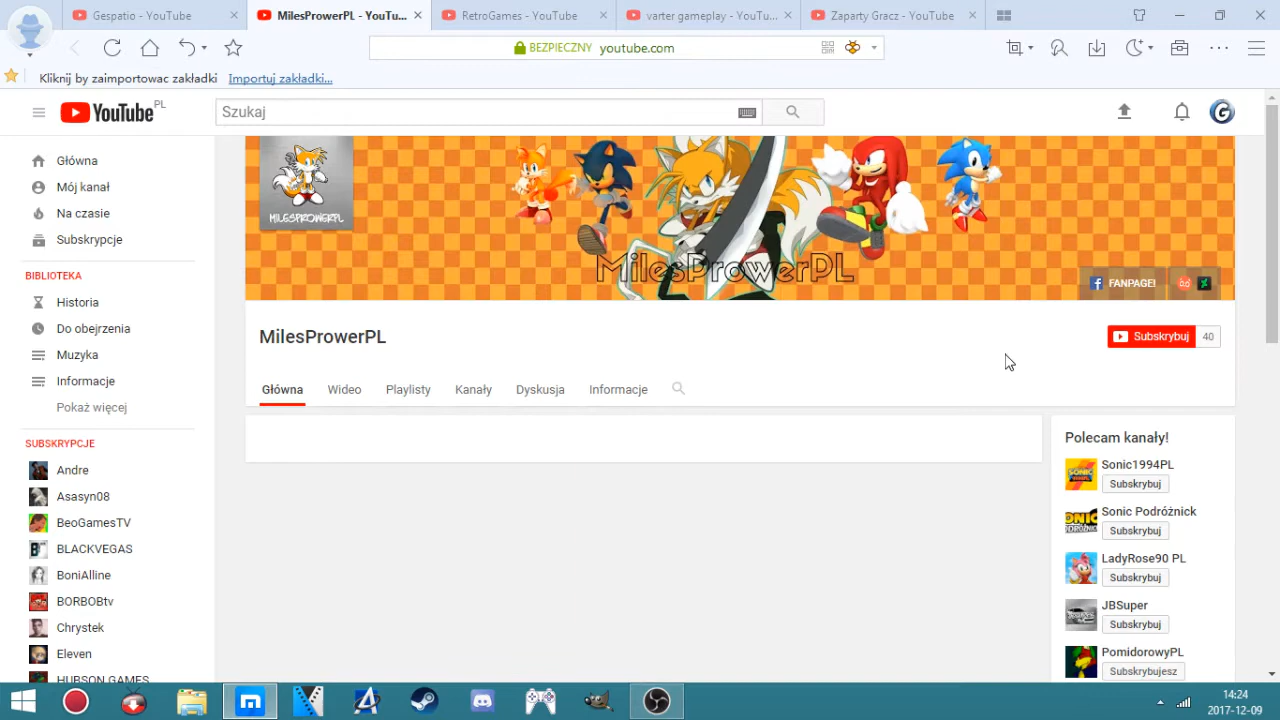 Gespatio - YouTube
MilesProwerPL - YouTu...
RetroGames - YouTube
varter gameplay - YouTu...
Zaparty Gracz - YouTube
BEZPIECZNY youtube.com
Kliknij by zaimportowac zakładki Importuj zakładki...
YouTube PL
Szukaj
G
Główna
Mój kanał
Na czasie
Subskrypcje
BIBLIOTEKA
Historia
Do obejrzenia
Muzyka
Informacje
Pokaż więcej
SUBSKRYPCJE
Andre
Asasyn08
BeoGamesTV
BLACKVEGAS
BoniAlline
BORBOBtv
Chrystek
Eleven
HUBSON GAMES
MILESPROWERPL
MilesProwerPL
FANPAGE!
MilesProwerPL
Subskrybuj 40
Główna Wideo Playlisty Kanały Dyskusja Informacje
Polecam kanały!
Sonic1994PL
Subskrybuj
Sonic Podróżnick
Subskrybuj
LadyRose90 PL
Subskrybuj
JBSuper
Subskrybuj
PomidorowyPL
Subskrybujesz
14:24
2017-12-09